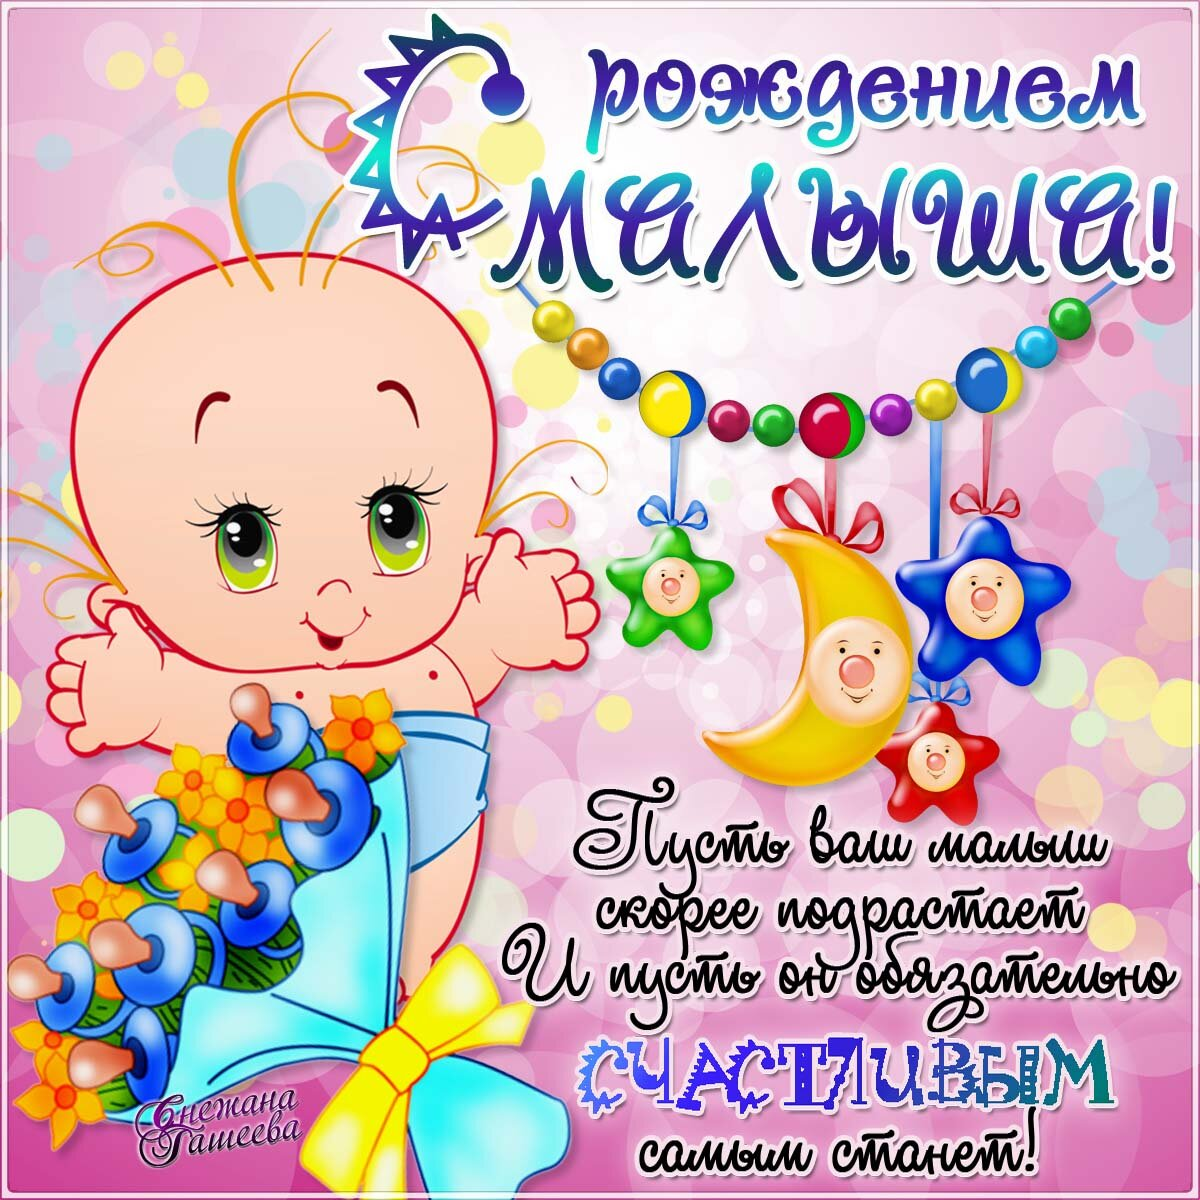 С рождением
малыша!
Пусть ваш малыш
скорее подрастает
И пусть он обязательно
счастливым
самым станет!
Снежана
Гашеева